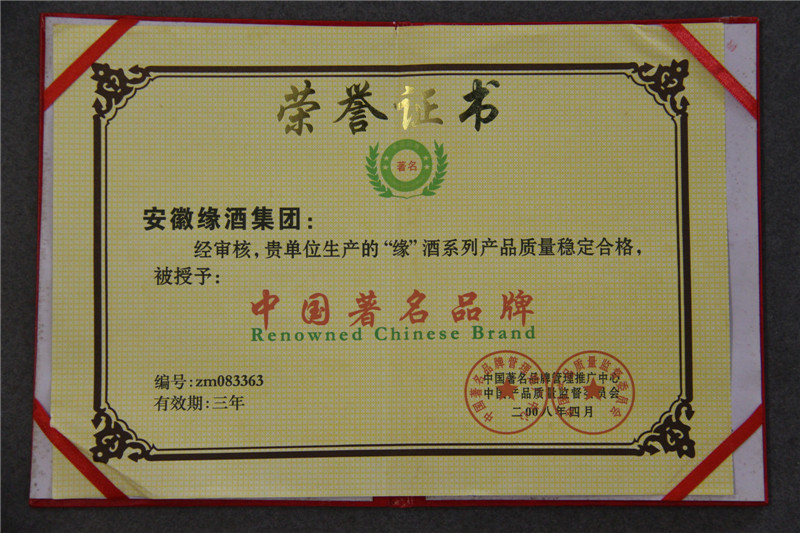 荣誉证书
著名
安徽缘酒集团：
经审核，贵单位生产的“缘”酒系列产品质量稳定合格，
被授予：
中国著名品牌
Renowned Chinese Brand
编号：zm083363
有效期：三年
中国著名品牌管理推广中心
中国产品质量监督委员会
二00八年四月